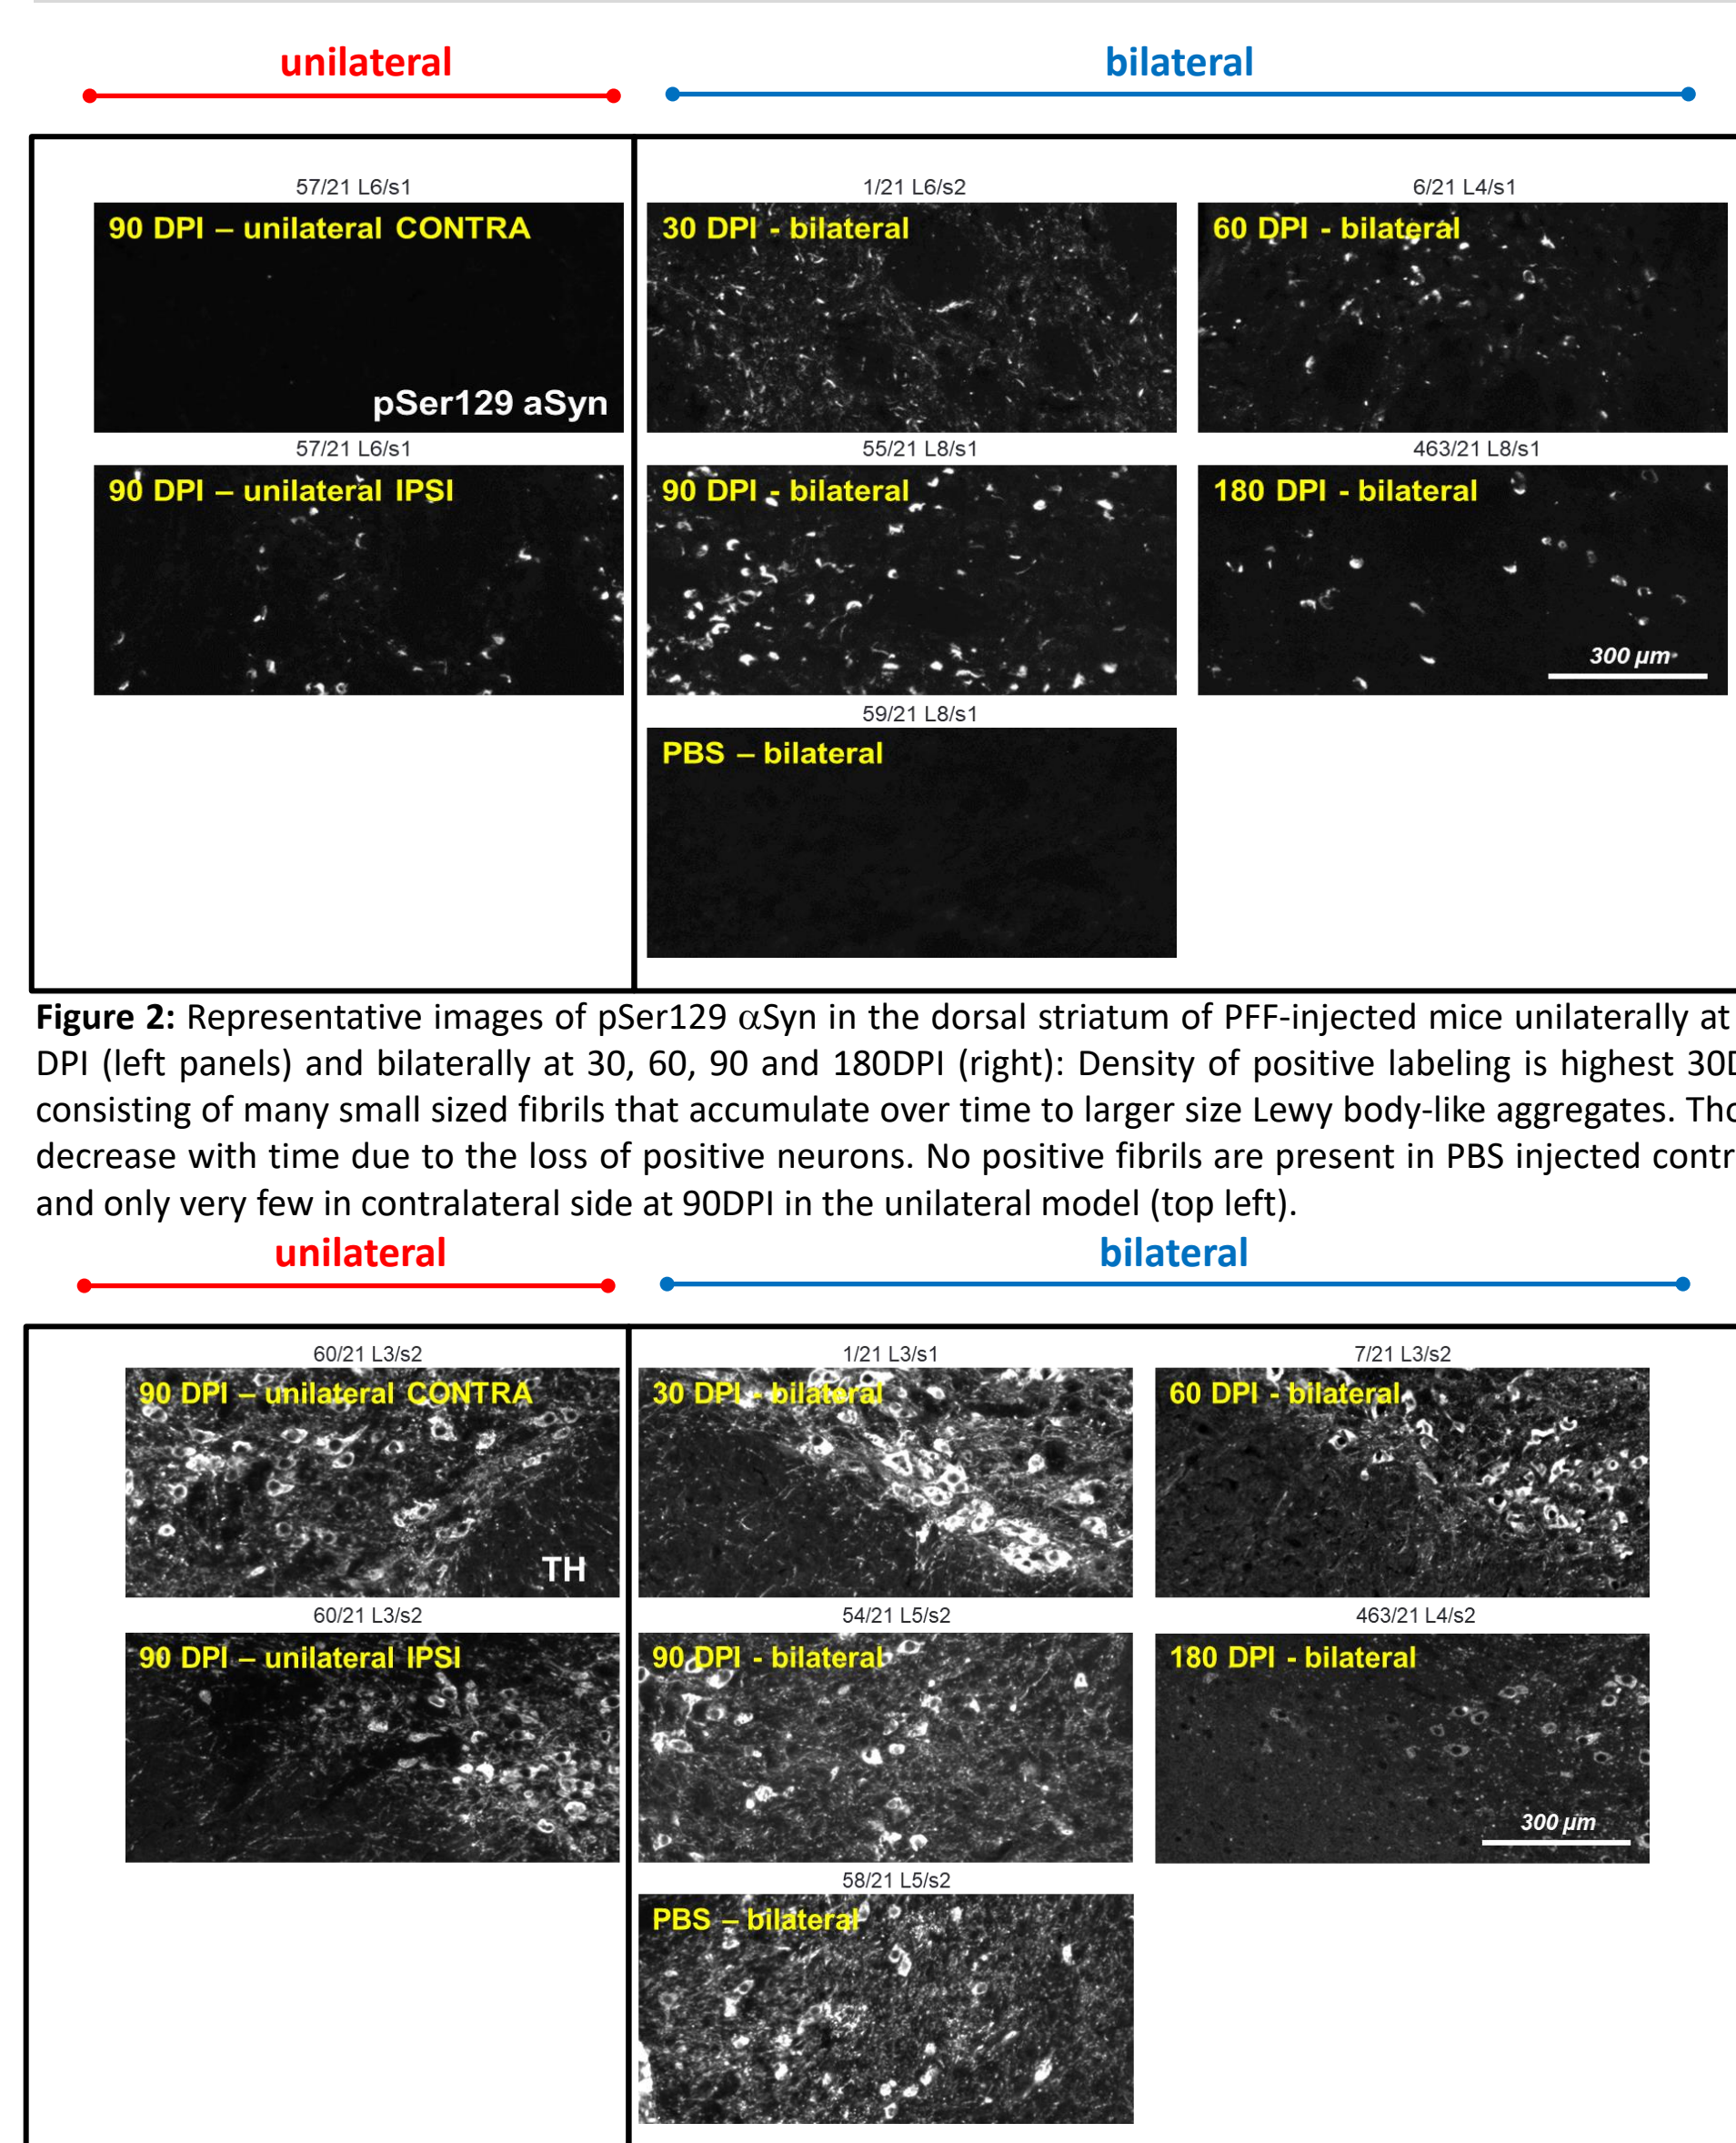 unilateral
bilateral
57/21 L6/s1
1/21 L6/s2
6/21 L4/s1
90 DPI – unilateral CONTRA
30 DPI - bilateral
60 DPI - bilateral
pSer129 aSyn
57/21 L6/s1
55/21 L8/s1
463/21 L8/s1
90 DPI – unilateral IPSI
90 DPI - bilateral
180 DPI - bilateral
300 µm
59/21 L8/s1
PBS – bilateral
Figure 2: Representative images of pSer129 αSyn in the dorsal striatum of PFF-injected mice unilaterally at
DPI (left panels) and bilaterally at 30, 60, 90 and 180DPI (right): Density of positive labeling is highest
consisting of many small sized fibrils that accumulate over time to larger size Lewy body-like aggregates.
decrease with time due to the loss of positive neurons. No positive fibrils are present in PBS injected
and only very few in contralateral side at 90DPI in the unilateral model (top left).
unilateral
bilateral
60/21 L3/s2
1/21 L3/s1
7/21 L3/s2
90 DPI – unilateral CONTRA
30 DPI - bilateral
60 DPI - bilateral
TH
60/21 L3/s2
54/21 L5/s2
463/21 L4/s2
90 DPI – unilateral IPSI
90 DPI - bilateral
180 DPI - bilateral
300 µm
58/21 L5/s2
PBS – bilateral